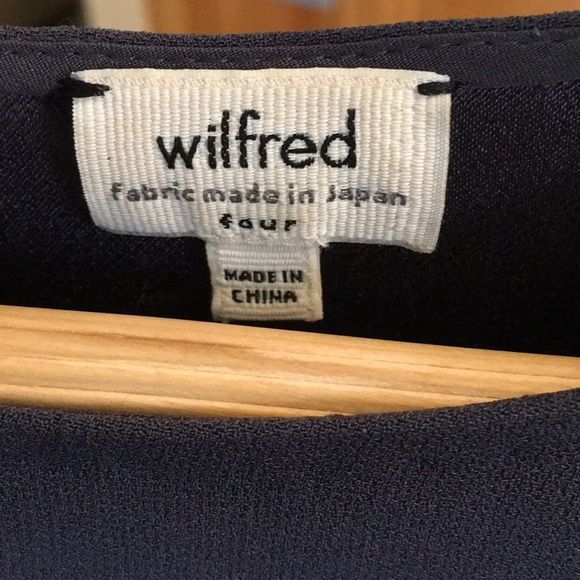 wilfred
fabric made in Japan
four
MADE IN
CHINA